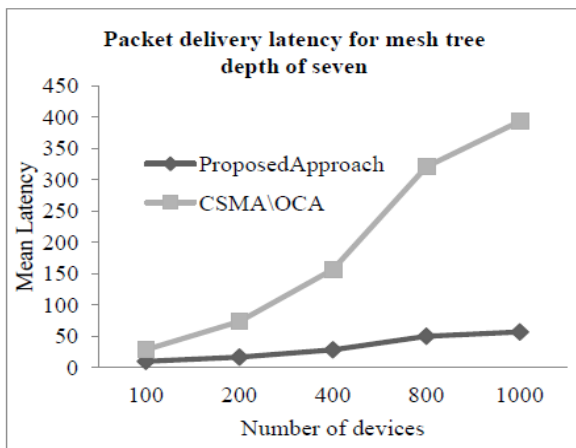 Packet delivery latency for mesh tree
depth of seven
450
400
350
300
250
200
150
100
50
0
Mean Latency
ProposedApproach
CSMA\OCA
100 200 400 800 1000
Number of devices